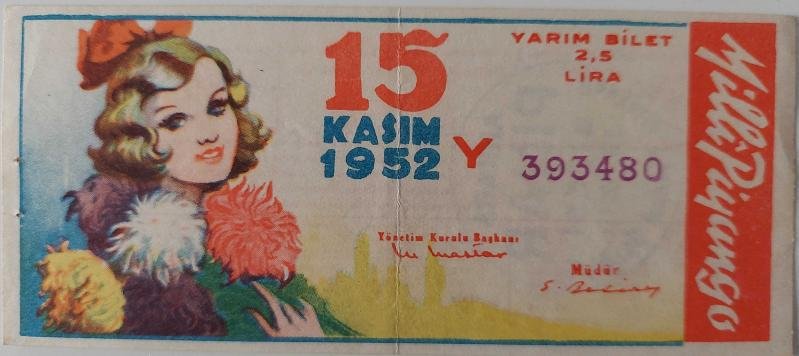 15
KASIM
1952
Y
393480
YARIM BİLET
2,5
LİRA
Yönetim Kurulu Başkanı
Müdür
Milli Piyango